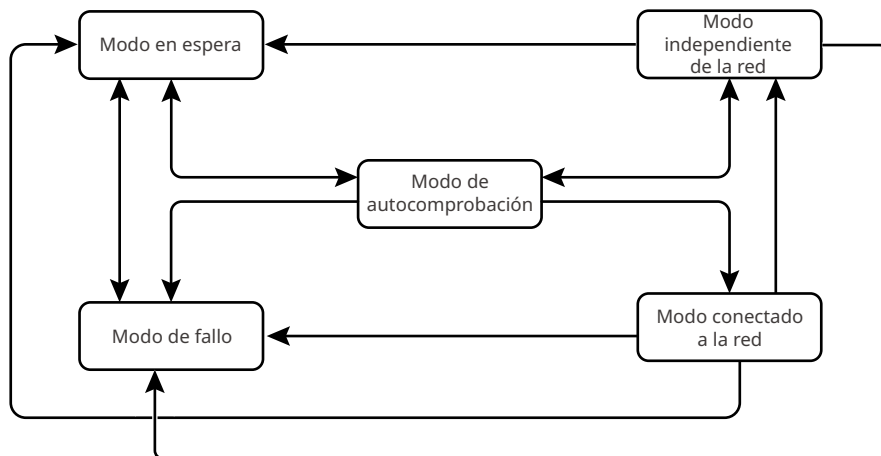 Modo en espera
Modo
independiente
de la red
Modo de
autocomprobación
Modo de fallo
Modo conectado
a la red